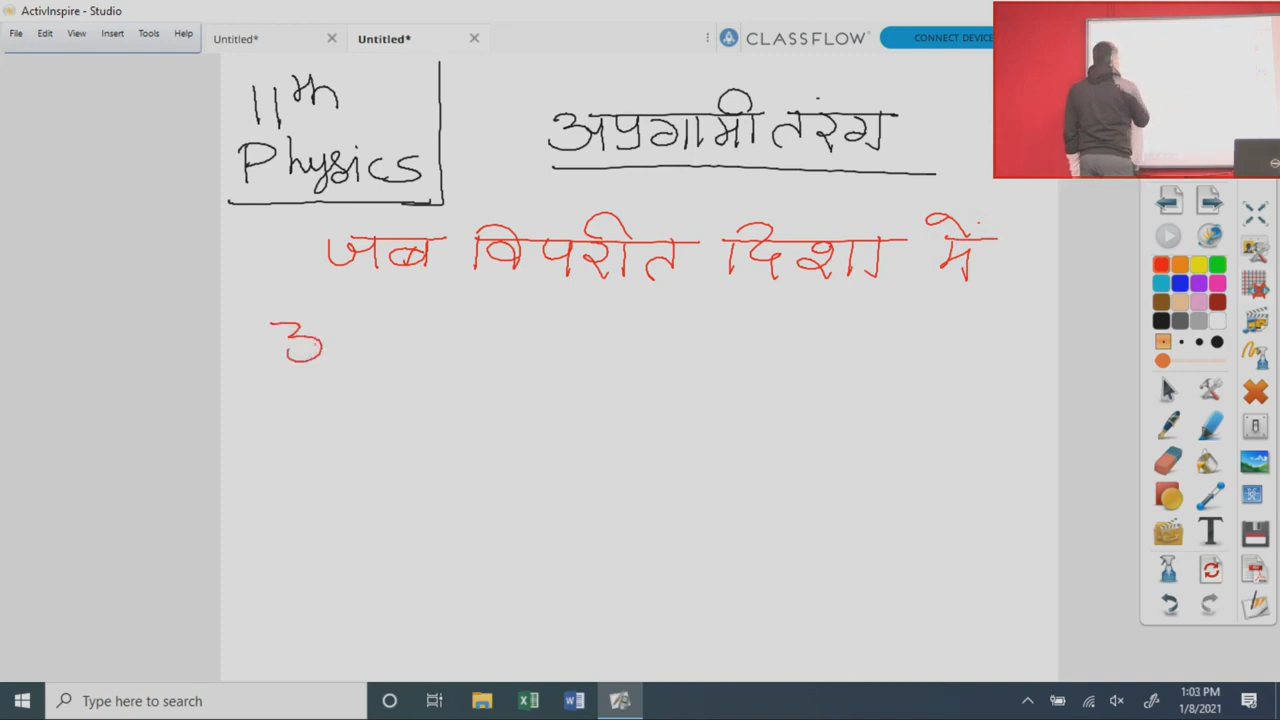 ActivInspire - Studio
File Edit View Insert Tools Help
Untitled*
Untitled*
CLASSFLOW
CONNECT DEVICE
11th
Physics
अप्रगामी तरंग
जब विपरीत दिशा में
Type here to search
1:03 PM
1/8/2021